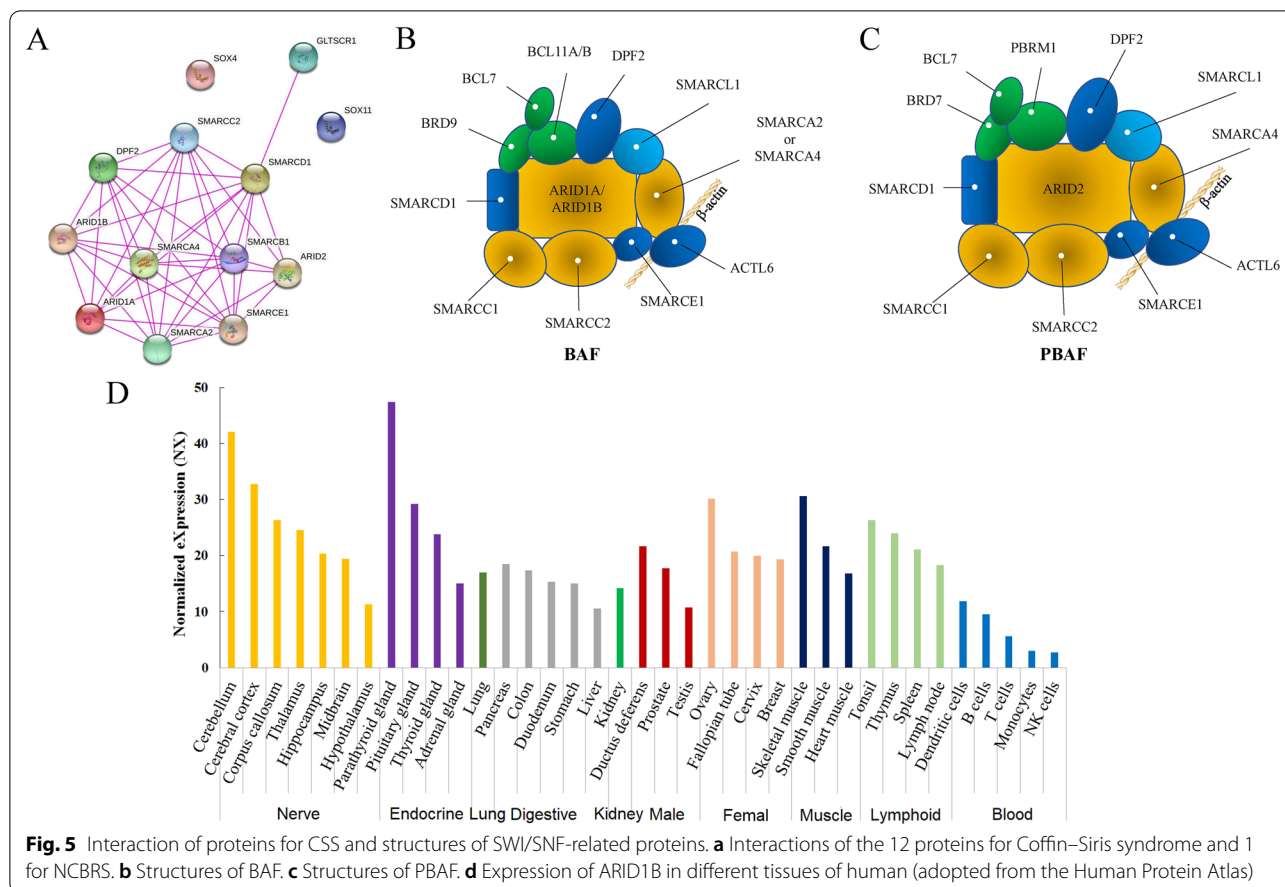 A
SOX4
GLTSCR1
SOX11
SMARCC2
DPF2
SMARCD1
ARID1B
SMARCA4
SMARCB1
ARID2
ARID1A
SMARCE1
SMARCA2
B
BCL11A/B
DPF2
BCL7
SMARCL1
BRD9
SMARCA2
or
SMARCA4
SMARCD1
ARID1A/
ARID1B
β-actin
ACTL6
SMARCE1
SMARCC1
SMARCC2
BAF
C
DPF2
PBRM1
BCL7
SMARCL1
BRD7
SMARCA4
SMARCD1
ARID2
β-actin
ACTL6
SMARCE1
SMARCC1
SMARCC2
PBAF
D
Normalized eXpression (NX)
50
40
30
20
10
0
Cerebellum
Cerebral cortex
Corpus callosum
Thalamus
Hippocampus
Midbrain
Hypothalamus
Parathyroid gland
Pituitary gland
Thyroid gland
Adrenal gland
Lung
Pancreas
Colon
Duodenum
Stomach
Liver
Kidney
Ductus deferens
Prostate
Testis
Ovary
Fallopian tube
Cervix
Breast
Skeletal muscle
Smooth muscle
Heart muscle
Tonsil
Thymus
Spleen
Lymph node
Dendritic cells
B cells
T cells
Monocytes
NK cells
Nerve
Endocrine
Lung
Digestive
Kidney
Male
Femal
Muscle
Lymphoid
Blood
Fig. 5 Interaction of proteins for CSS and structures of SWI/SNF-related proteins. a Interactions of the 12 proteins for Coffin–Siris syndrome and 1
for NCBRS. b Structures of BAF. c Structures of PBAF. d Expression of ARID1B in different tissues of human (adopted from the Human Protein Atlas)